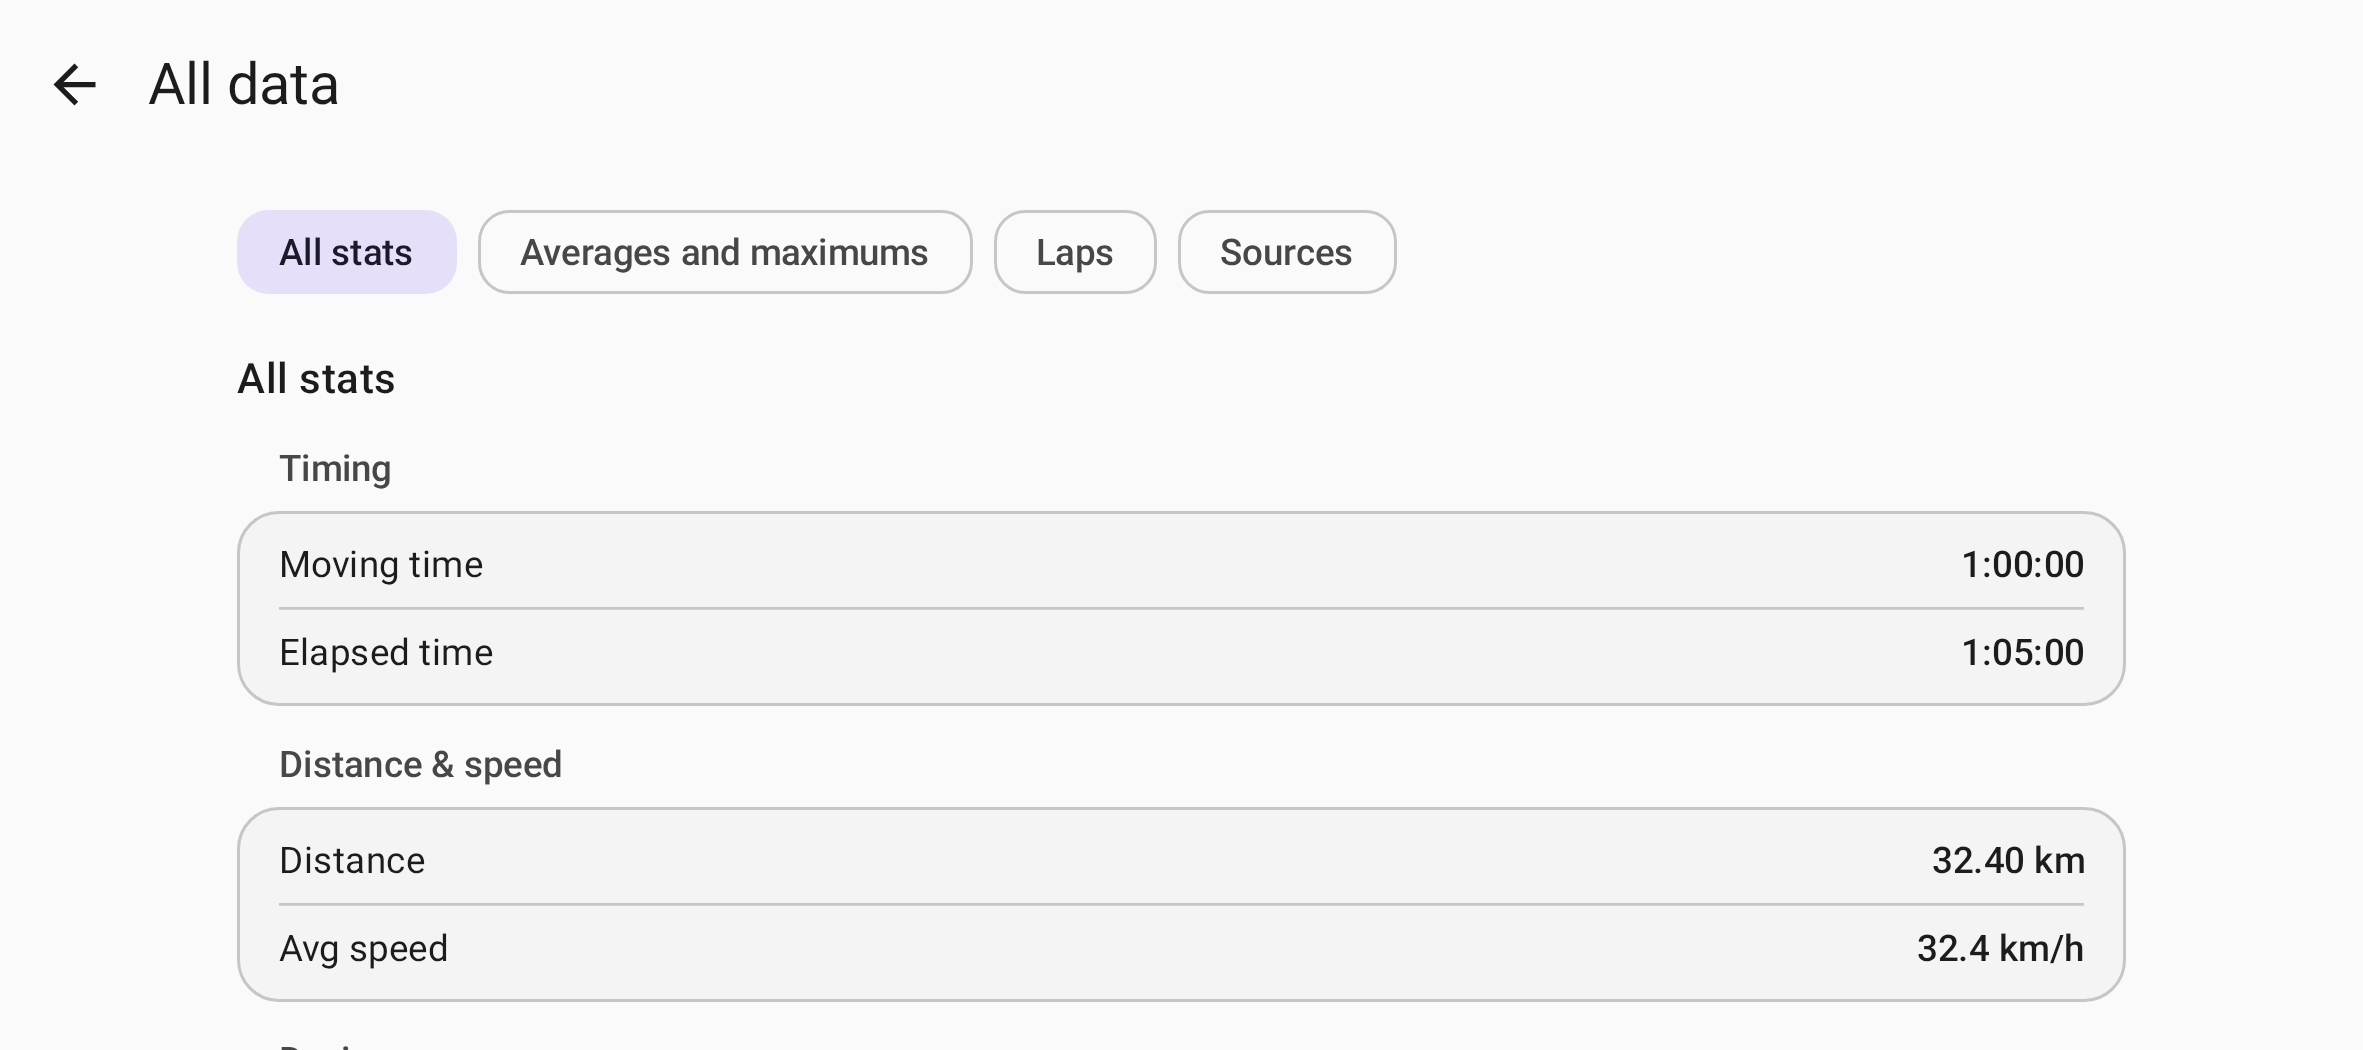 All data
All stats
Averages and maximums
Laps
Sources
All stats
Timing
Moving time 1:00:00
Elapsed time 1:05:00
Distance & speed
Distance 32.40 km
Avg speed 32.4 km/h